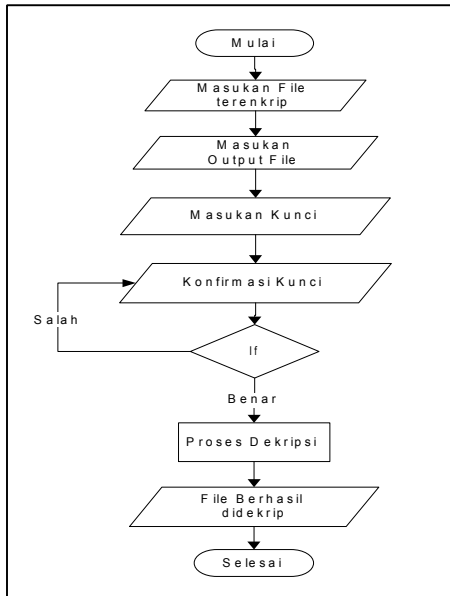 Mulai
Masukan File
terenkrip
Masukan
Output File
Masukan Kunci
Konfirmasi Kunci
Salah
If
Benar
Proses Dekripsi
File Berhasil
didekrip
Selesai